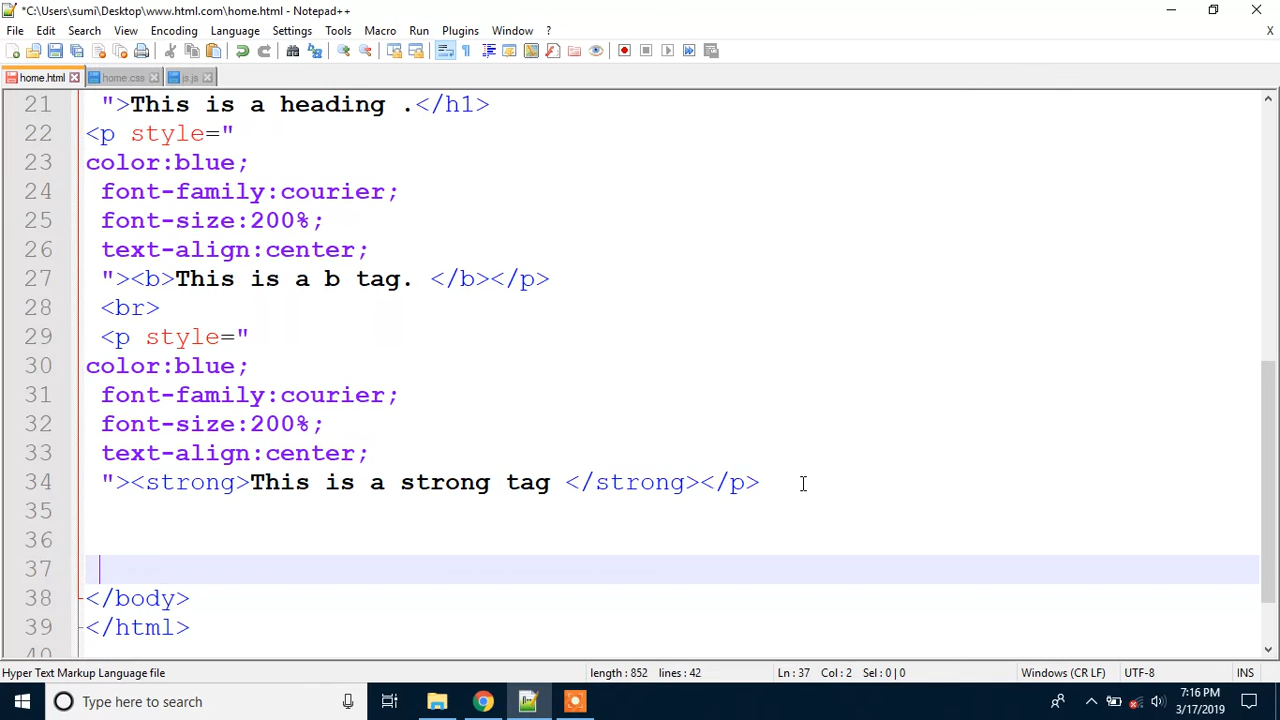 *C:\Users\sumi\Desktop\www.html.com\home.html - Notepad++
File Edit Search View Encoding Language Settings Tools Macro Run Plugins Window ? X
home.html home.css js.js
21 ">This is a heading .</h1>
22 <p style="
23 color:blue;
24 font-family:courier;
25 font-size:200%;
26 text-align:center;
27 "><b>This is a b tag. </b></p>
28 <br>
29 <p style="
30 color:blue;
31 font-family:courier;
32 font-size:200%;
33 text-align:center;
34 "><strong>This is a strong tag </strong></p>
35
36
37
38 </body>
39 </html>
40
Hyper Text Markup Language file length : 852 lines : 42 Ln : 37 Col : 2 Sel : 0 | 0 Windows (CR LF) UTF-8 INS
Type here to search 7:16 PM
3/17/2019